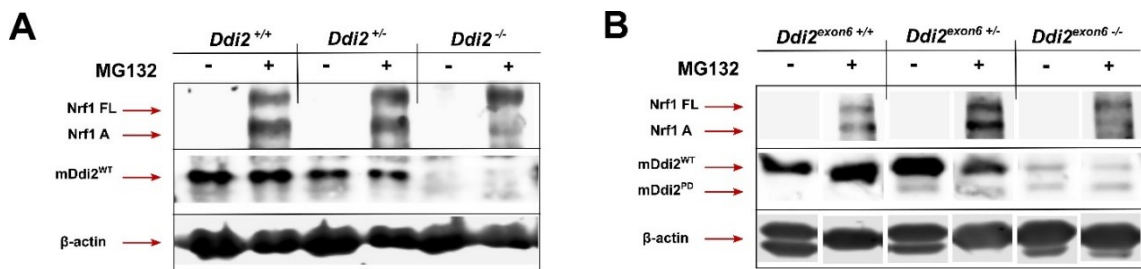 A
Ddi2 +/+ Ddi2 +/- Ddi2 -/-
MG132 - + - + - +
Nrf1 FL
Nrf1 A
mDdi2WT
β-actin
B
Ddi2exon6 +/+ Ddi2exon6 +/- Ddi2exon6 -/-
MG132 - + - + - +
Nrf1 FL
Nrf1 A
mDdi2WT
mDdi2PD
β-actin